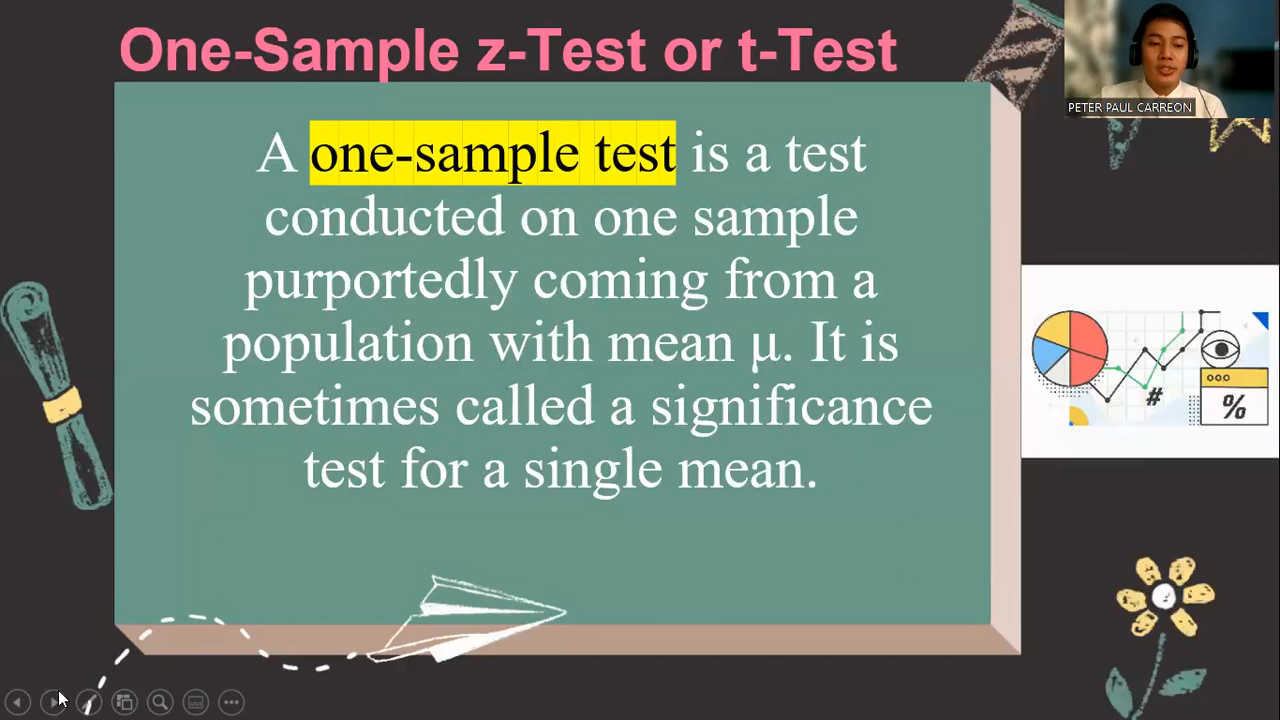 One-Sample z-Test or t-Test
PETER PAUL CARREON
A one-sample test is a test
conducted on one sample
purportedly coming from a
population with mean μ. It is
sometimes called a significance
test for a single mean.
#
%